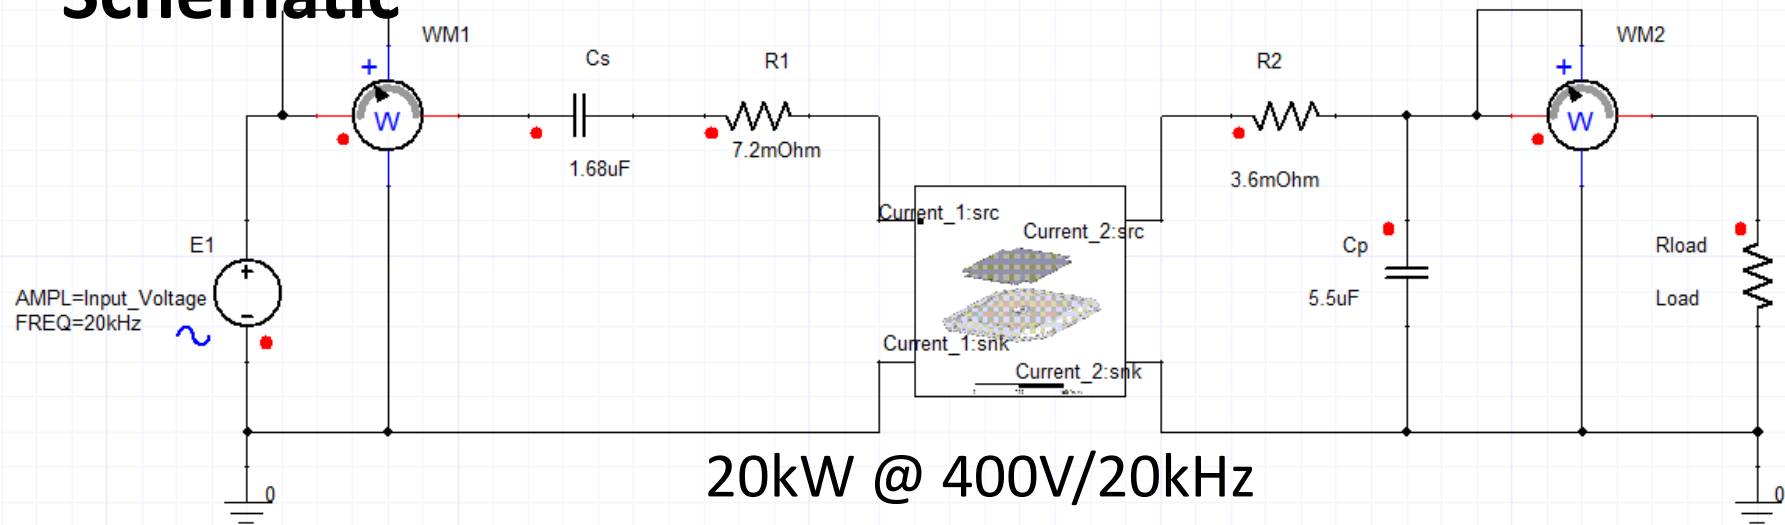 Schematic
WM1
WM2
Cs
R1
R2
+
+
W
W
7.2mOhm
1.68uF
3.6mOhm
Current_1:src
Current_2:src
E1
+
Cp
Rload
AMPL=Input_Voltage
FREQ=20kHz
5.5uF
Load
Current_1:snk
Current_2:snk
20kW @ 400V/20kHz
0
0